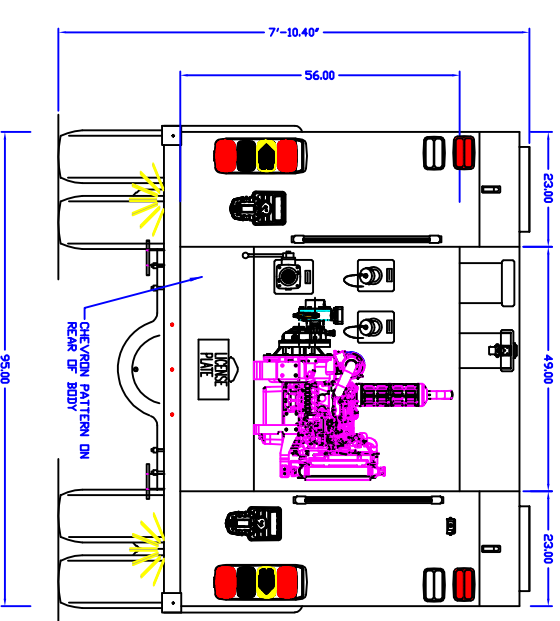 7'-10.40"
56.00
23.00
49.00
23.00
95.00
LICENSE
PLATE
CHEVRON PATTERN ON
REAR OF BODY